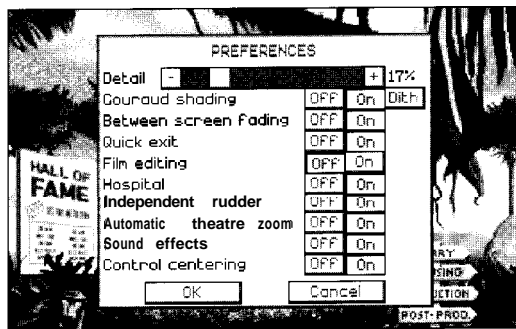 PREFERENCES
Detail - + 17%
Gouraud shading OFF On Dith
Between screen fading OFF On
Quick exit OFF On
Film editing OFF On
Hospital OFF On
Independent rudder OFF On
Automatic theatre zoom OFF On
Sound effects OFF On
Control centering OFF On
OK Cancel
HALL OF
FAME
POST-PROD.